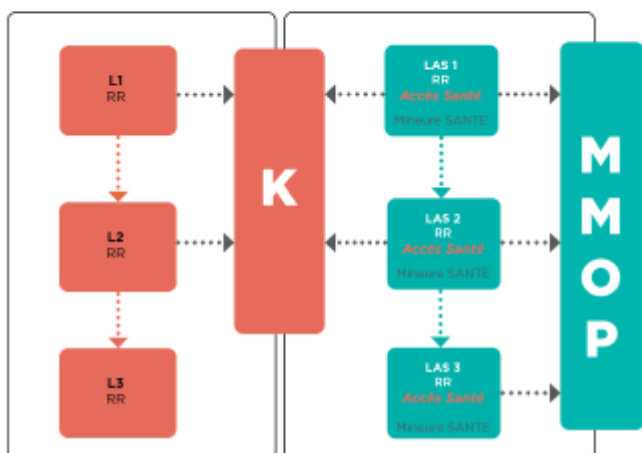 L1
RR
L2
RR
L3
RR
K
LAS 1
RR
Accès Santé
Mineure SANTE
LAS 2
RR
Accès Santé
Mineure SANTE
LAS 3
RR
Accès Santé
Mineure SANTE
M
M
O
P